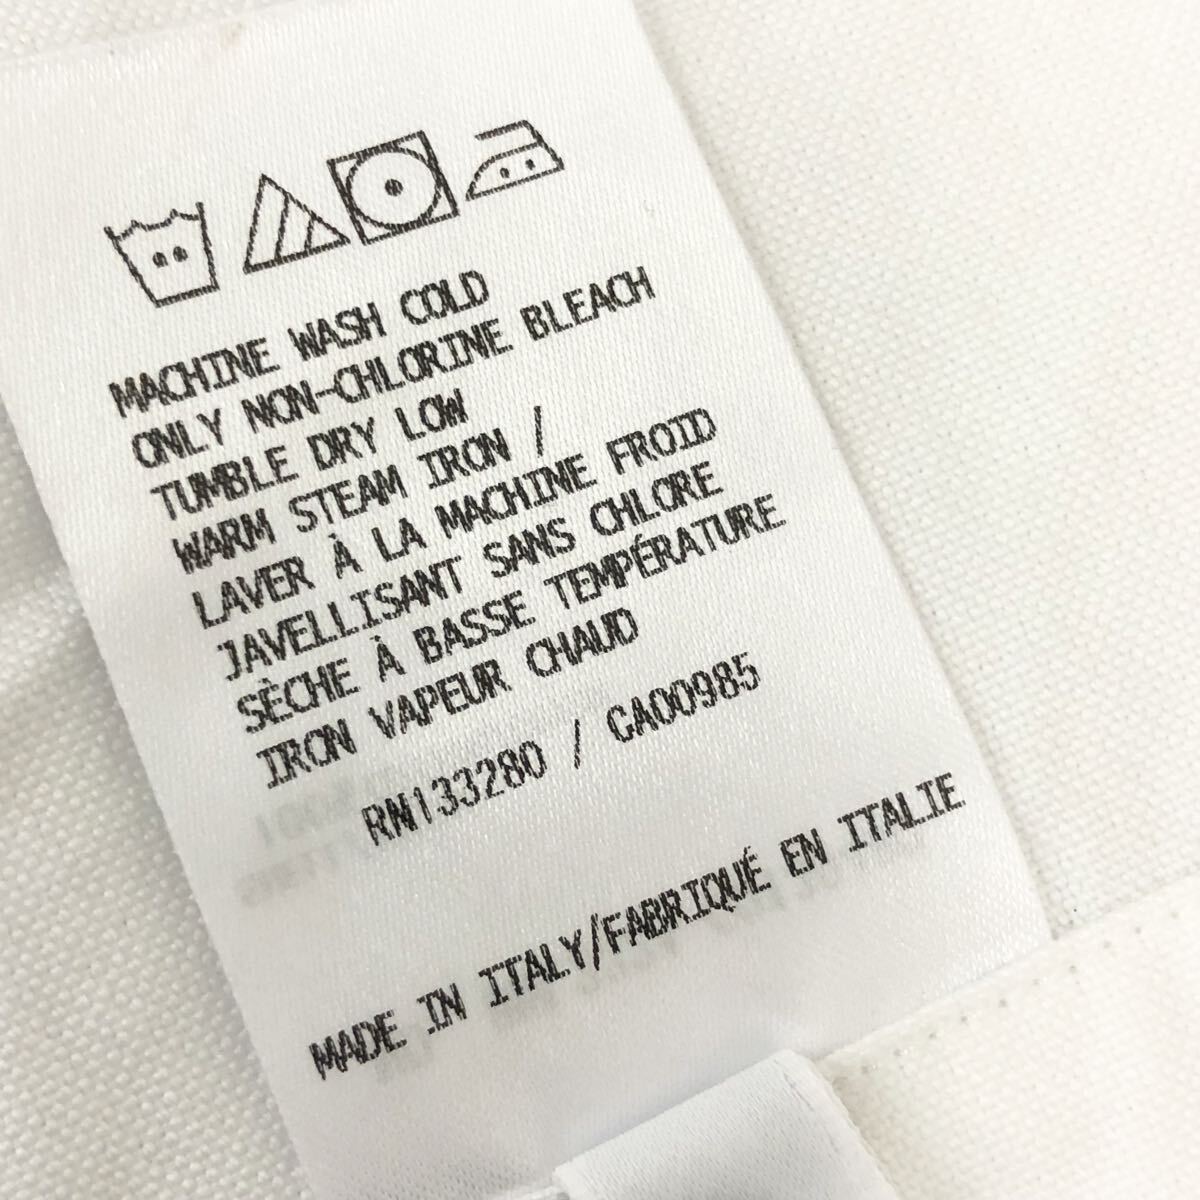 MACHINE WASH COLD
ONLY NON-CHLORINE BLEACH
TUMBLE DRY LOW
WARM STEAM IRON /
LAVER À LA MACHINE FROID
JAVELLISANT SANS CHLORE
SÈCHE À BASSE TEMPÉRATURE
IRON VAPEUR CHAUD
RN133280 / CA00985
MADE IN ITALY/FABRIQUÉ EN ITALIE